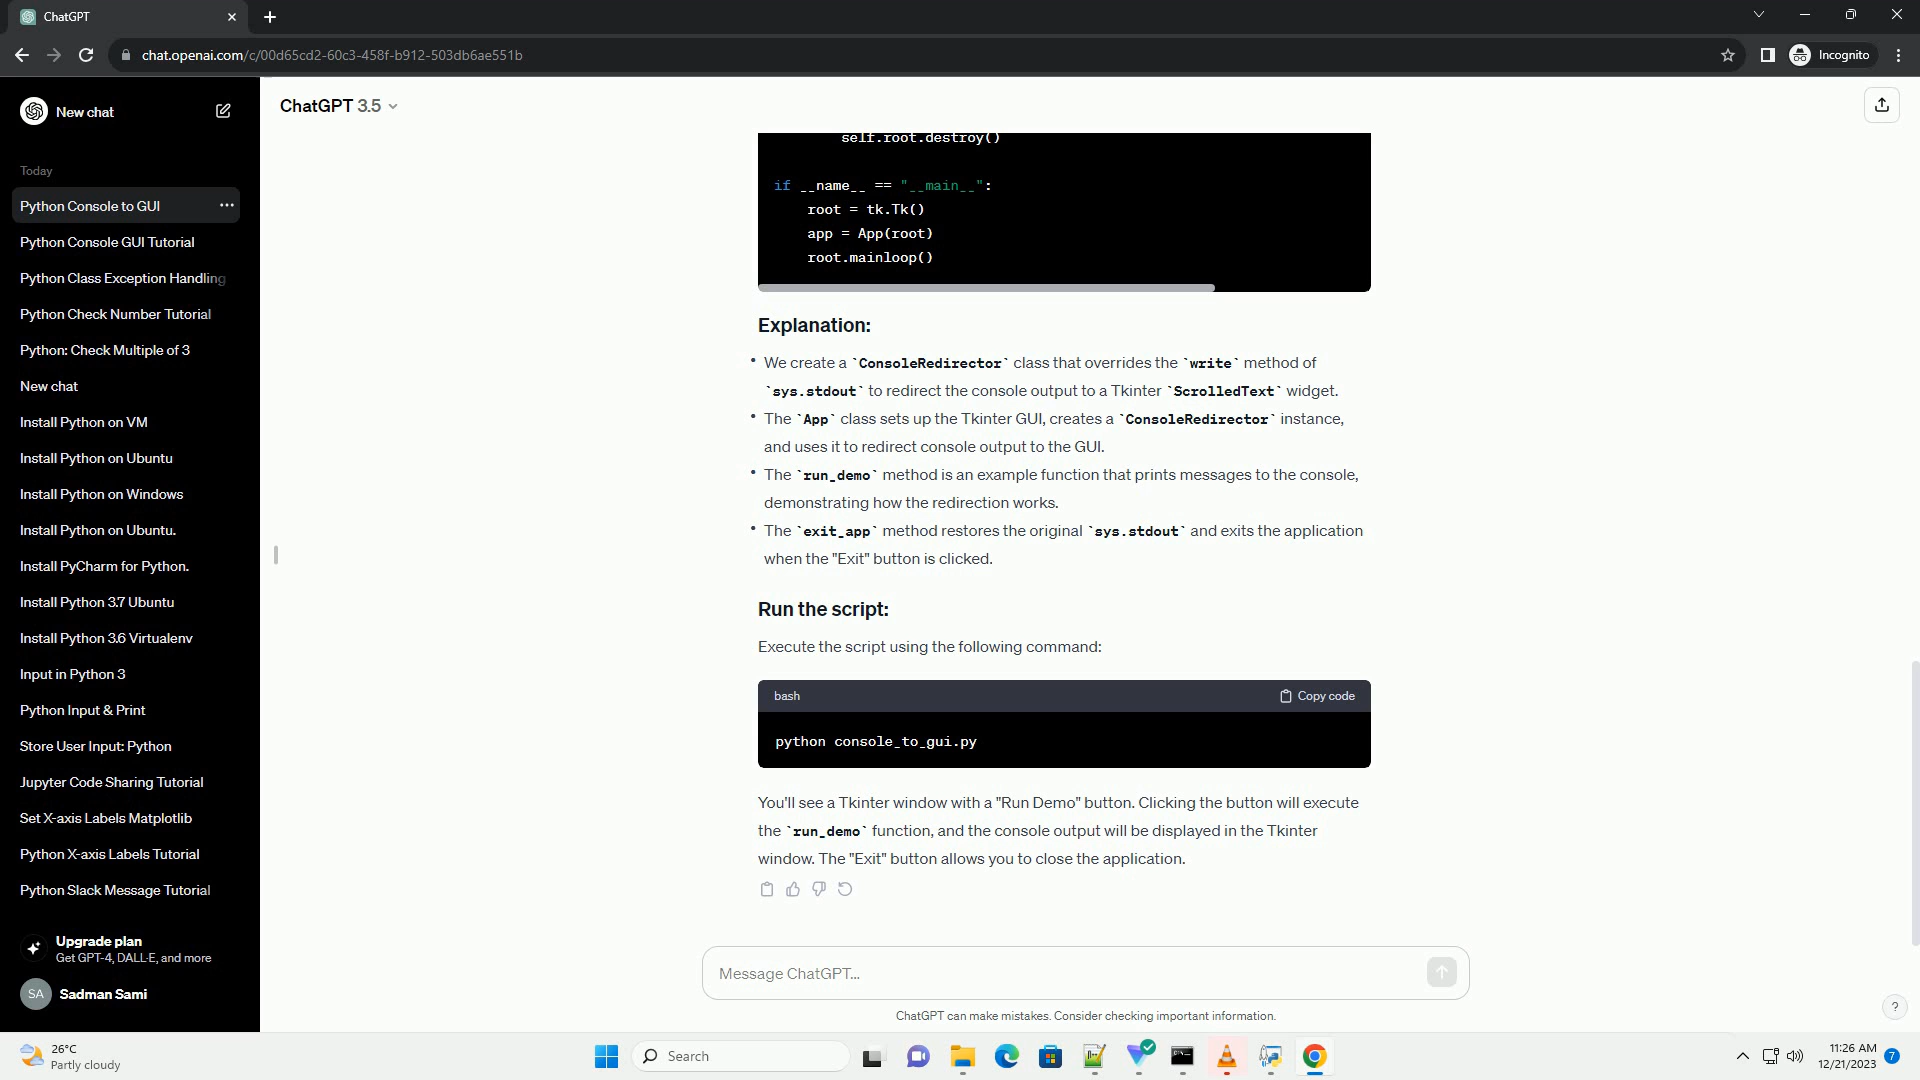 ChatGPT
chat.openai.com/c/00d65cd2-60c3-458f-b912-503db6ae551b
Incognito
New chat
Today
Python Console to GUI
Python Console GUI Tutorial
Python Class Exception Handling
Python Check Number Tutorial
Python: Check Multiple of 3
New chat
Install Python on VM
Install Python on Ubuntu
Install Python on Windows
Install Python on Ubuntu.
Install PyCharm for Python.
Install Python 3.7 Ubuntu
Install Python 3.6 Virtualenv
Input in Python 3
Python Input & Print
Store User Input: Python
Jupyter Code Sharing Tutorial
Set X-axis Labels Matplotlib
Python X-axis Labels Tutorial
Python Slack Message Tutorial
Upgrade plan
Get GPT-4, DALL·E, and more
SA
Sadman Sami
ChatGPT 3.5
self.root.destroy()
if __name__ == "__main__":
root = tk.Tk()
app = App(root)
root.mainloop()
Explanation:
• We create a `ConsoleRedirector` class that overrides the `write` method of
`sys.stdout` to redirect the console output to a Tkinter `ScrolledText` widget.
• The `App` class sets up the Tkinter GUI, creates a `ConsoleRedirector` instance,
and uses it to redirect console output to the GUI.
• The `run_demo` method is an example function that prints messages to the console,
demonstrating how the redirection works.
• The `exit_app` method restores the original `sys.stdout` and exits the application
when the "Exit" button is clicked.
Run the script:
Execute the script using the following command:
bash
Copy code
python console_to_gui.py
You'll see a Tkinter window with a "Run Demo" button. Clicking the button will execute
the `run_demo` function, and the console output will be displayed in the Tkinter
window. The "Exit" button allows you to close the application.
Message ChatGPT...
ChatGPT can make mistakes. Consider checking important information.
?
26°C
Partly cloudy
Search
11:26 AM
12/21/2023
7